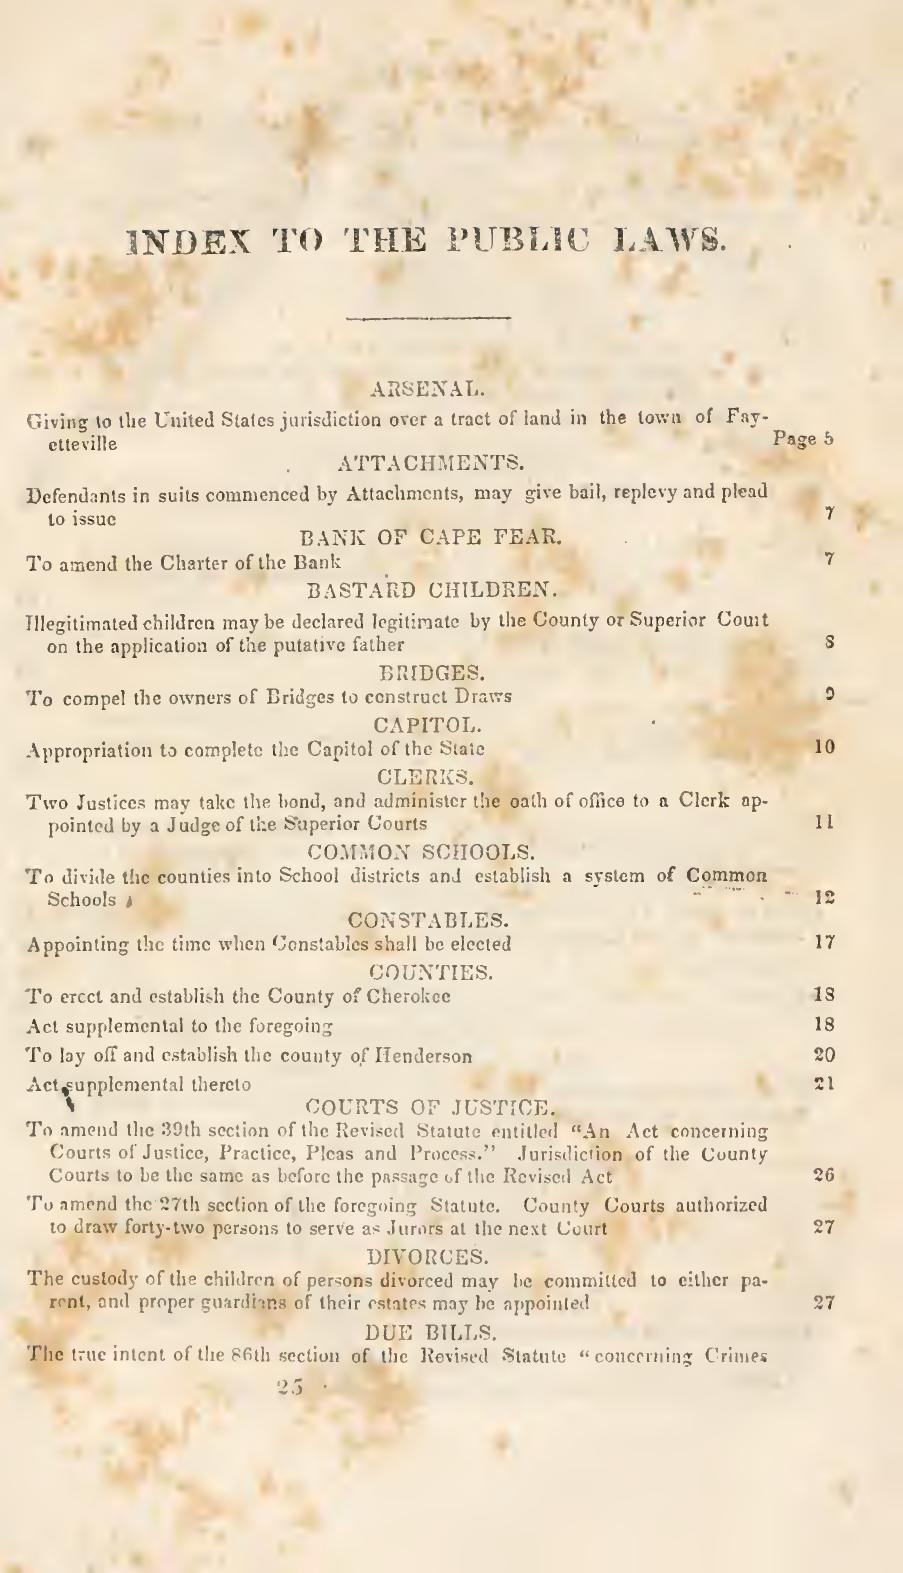 INDEX TO THE PUBLIC LAWS.
ARSENAL.
Giving to the United States jurisdiction over a tract of land in the town of Fay-
etteville Page 5
ATTACHMENTS.
Defendants in suits commenced by Attachments, may give bail, replevy and plead
to issue 7
BANK OF CAPE FEAR.
To amend the Charter of the Bank 7
BASTARD CHILDREN.
Illegitimated children may be declared legitimate by the County or Superior Court
on the application of the putative father 8
BRIDGES.
To compel the owners of Bridges to construct Draws 9
CAPITOL.
Appropriation to complete the Capitol of the State 10
CLERKS.
Two Justices may take the bond, and administer the oath of office to a Clerk ap-
pointed by a Judge of the Superior Courts 11
COMMON SCHOOLS.
To divide the counties into School districts and establish a system of Common
Schools 12
CONSTABLES.
Appointing the time when Constables shall be elected 17
COUNTIES.
To erect and establish the County of Cherokee 18
Act supplemental to the foregoing 18
To lay off and establish the county of Henderson 20
Act supplemental thereto 21
COURTS OF JUSTICE.
To amend the 39th section of the Revised Statute entitled “An Act concerning
Courts of Justice, Practice, Pleas and Process.” Jurisdiction of the County
Courts to be the same as before the passage of the Revised Act 26
To amend the 27th section of the foregoing Statute. County Courts authorized
to draw forty-two persons to serve as Jurors at the next Court 27
DIVORCES.
The custody of the children of persons divorced may be committed to either pa-
rent, and proper guardians of their estates may be appointed 27
DUE BILLS.
The true intent of the 86th section of the Revised Statute “concerning Crimes
25